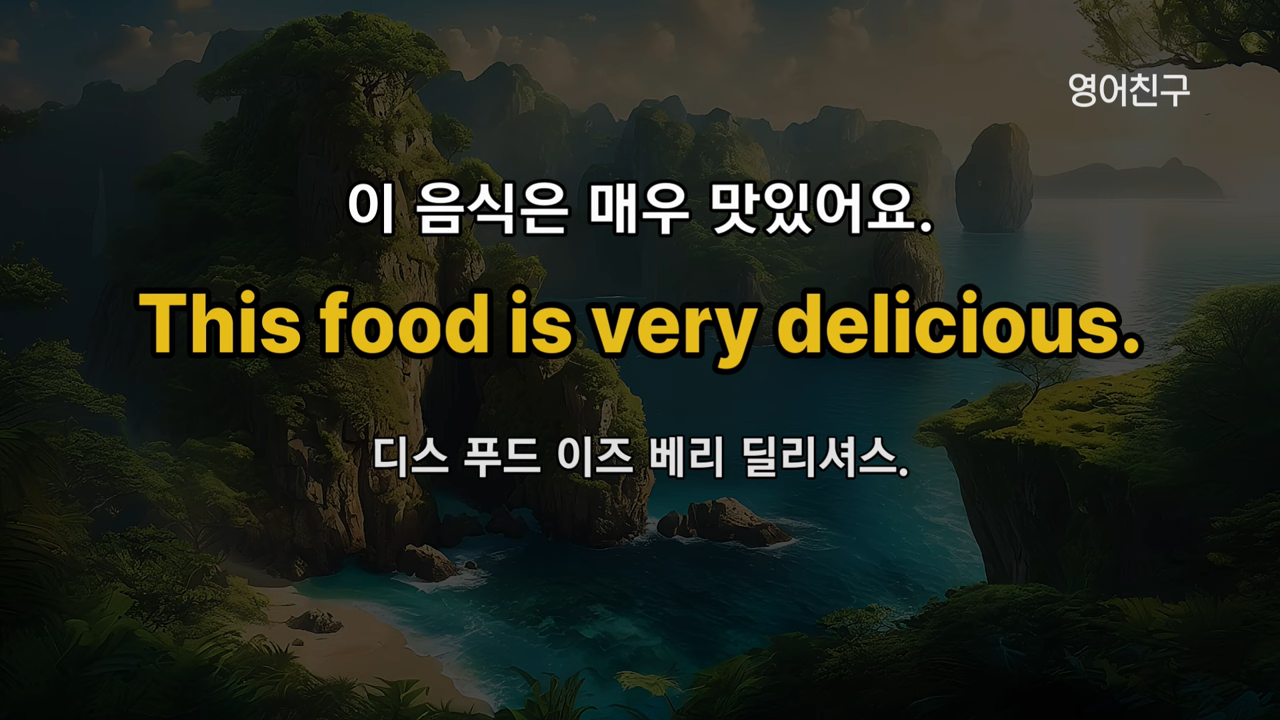 영어친구
이 음식은 매우 맛있어요.
This food is very delicious.
디스 푸드 이즈 베리 딜리셔스.